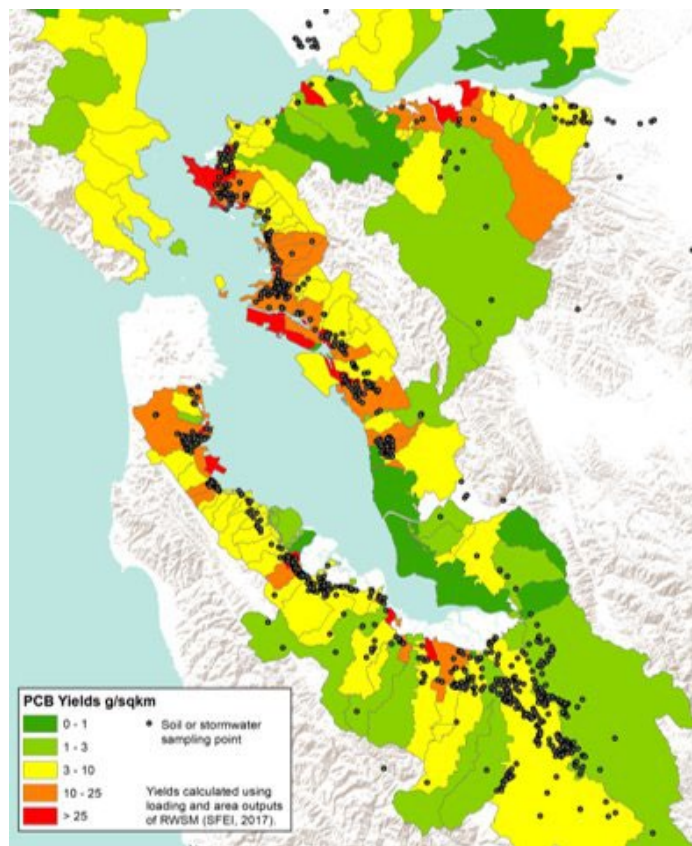 PCB Yields g/sqkm
0 - 1
1 - 3
3 - 10
10 - 25
> 25
Soil or stormwater
sampling point
Yields calculated using
loading and area outputs
of RWSM (SFEI, 2017).